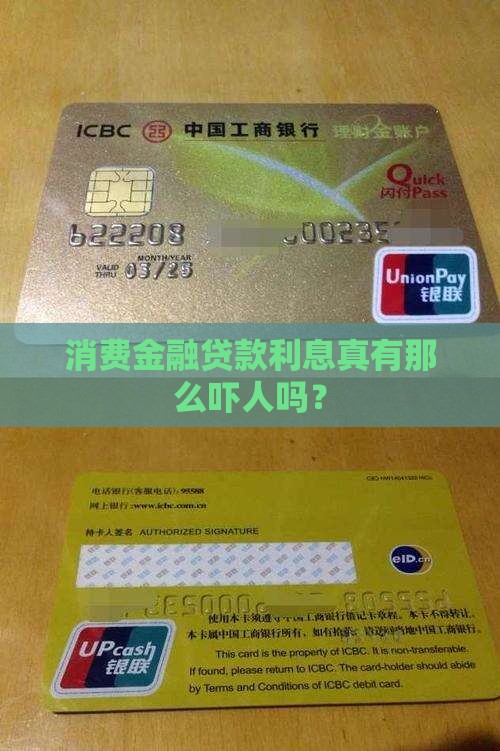 ICBC 中国工商银行 理财金账户
Quick
闪付Pass
622208
MONTH/YEAR
VALID THRU 03/25
UnionPay
银联
消费金融贷款利息真有那
么吓人吗?
电话银行(客服电话): 95588
网上银行:www.icbc.com.cn
持卡人签名 AUTHORIZED SIGNATURE
eID.cn
本卡属中国工商银行所有,
This card is the property of ICBC. It is non-transferable.
If found, please return to ICBC. The card-holder should abide
by Terms and Conditions of ICBC debit card.
UPcash
银联